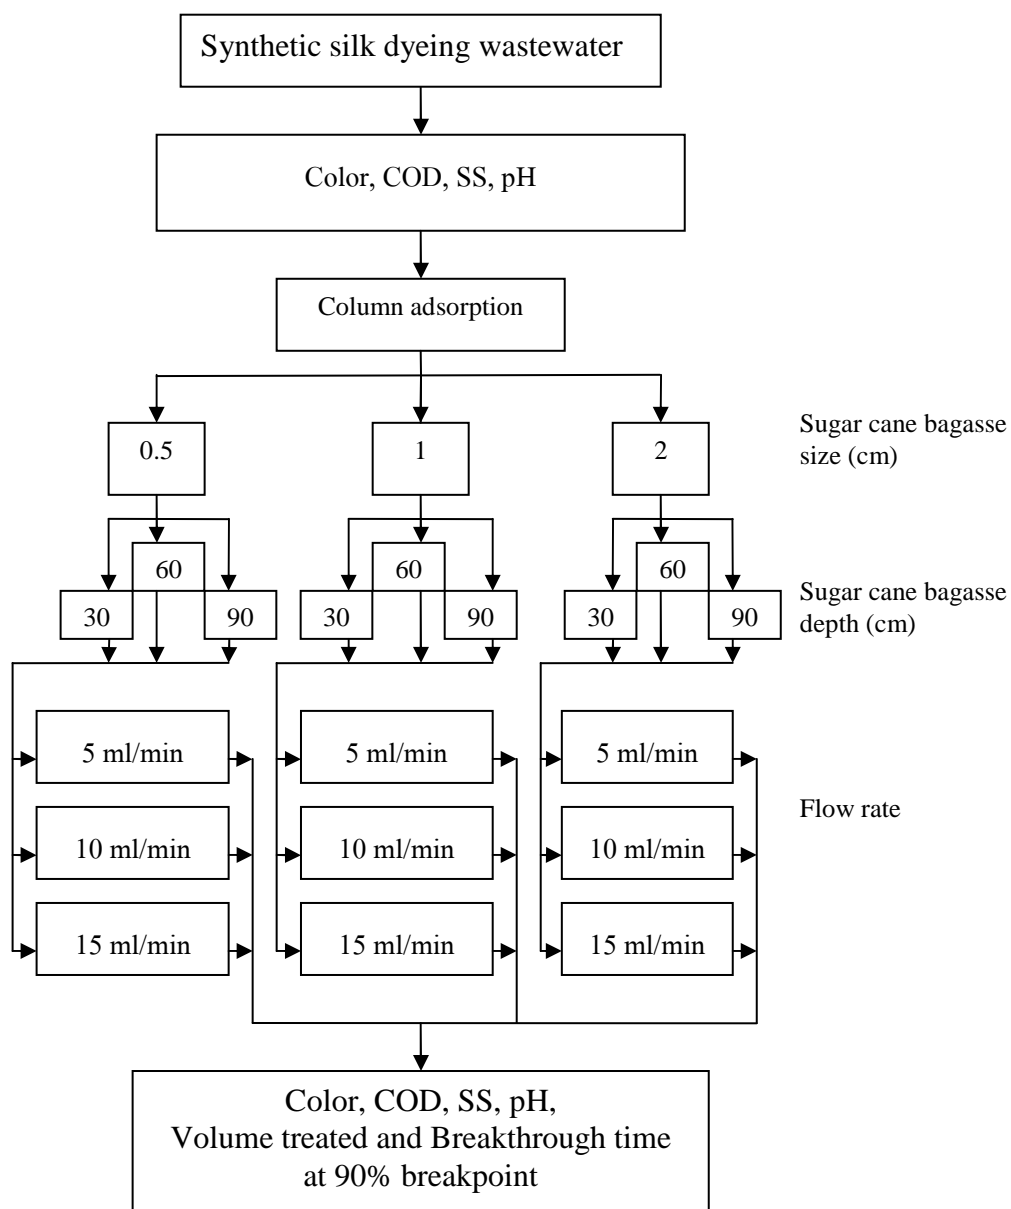 Synthetic silk dyeing wastewater
Color, COD, SS, pH
Column adsorption
0.5
1
2
Sugar cane bagasse
size (cm)
60
60
60
30
90
30
90
30
90
Sugar cane bagasse
depth (cm)
5 ml/min
5 ml/min
5 ml/min
10 ml/min
10 ml/min
10 ml/min
Flow rate
15 ml/min
15 ml/min
15 ml/min
Color, COD, SS, pH,
Volume treated and Breakthrough time
at 90% breakpoint